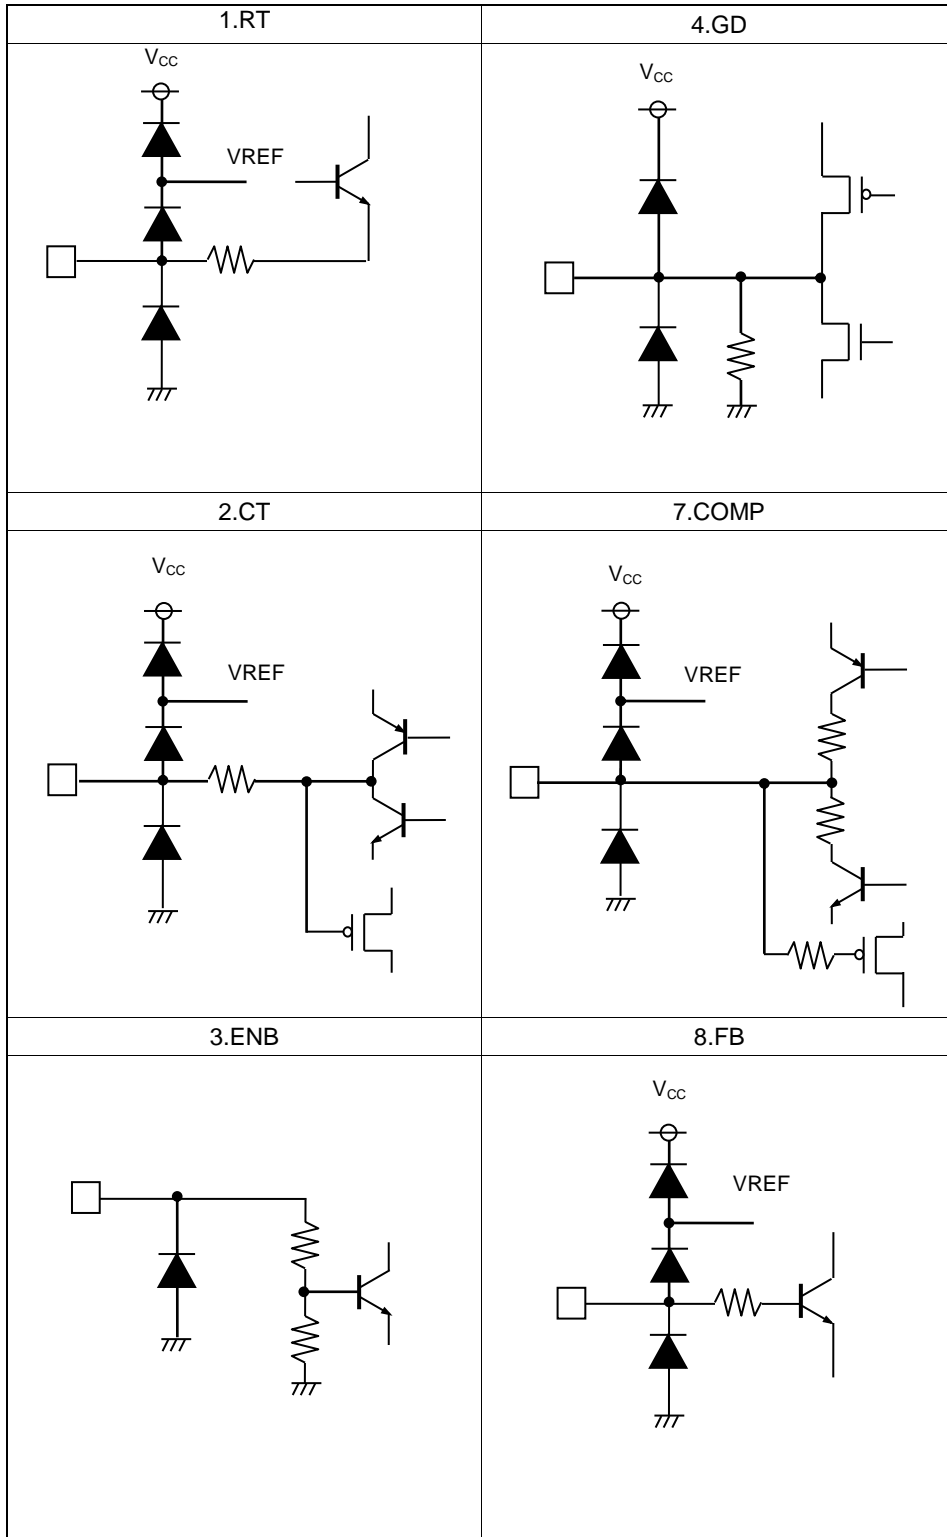 1.RT
4.GD
VCC
VREF
VCC
2.CT
7.COMP
VCC
VREF
VCC
VREF
3.ENB
8.FB
VCC
VREF